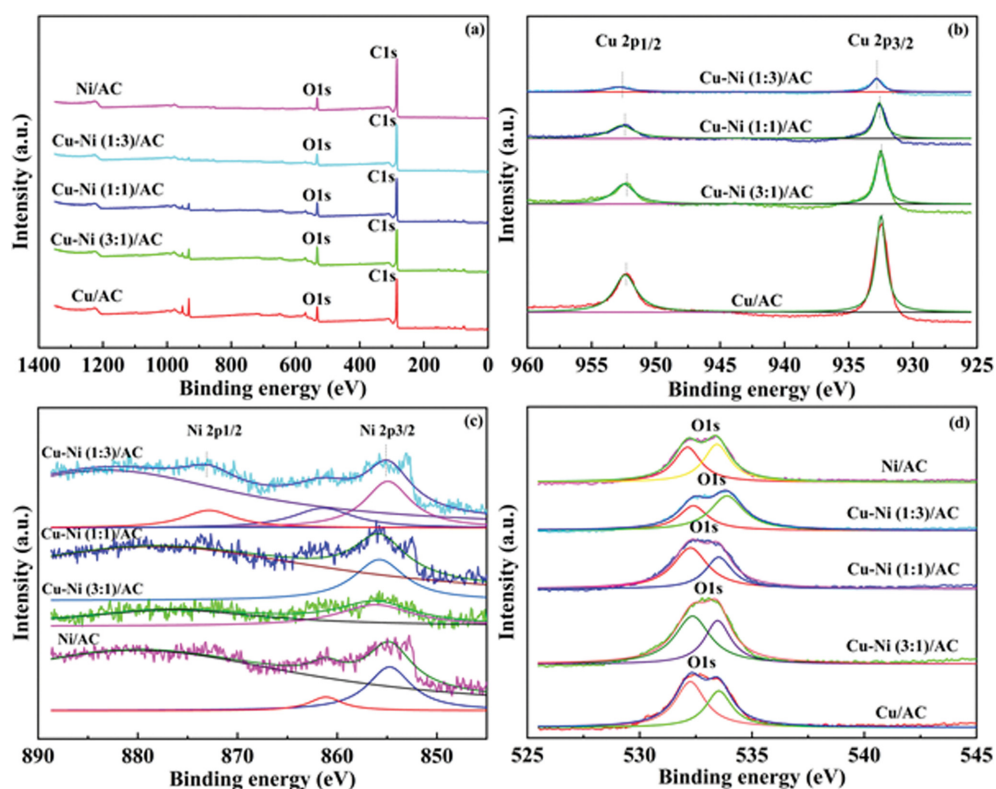 (a)
C1s
Ni/AC
O1s
C1s
Cu-Ni (1:3)/AC
O1s
C1s
Cu-Ni (1:1)/AC
O1s
C1s
Cu-Ni (3:1)/AC
O1s
C1s
Cu/AC
O1s
Intensity (a.u.)
1400 1200 1000 800 600 400 200 0
Binding energy (eV)
(b)
Cu 2p1/2 Cu 2p3/2
Cu-Ni (1:3)/AC
Cu-Ni (1:1)/AC
Cu-Ni (3:1)/AC
Cu/AC
Intensity (a.u.)
960 955 950 945 940 935 930 925
Binding energy (eV)
(c)
Ni 2p1/2 Ni 2p3/2
Cu-Ni (1:3)/AC
Cu-Ni (1:1)/AC
Cu-Ni (3:1)/AC
Ni/AC
Intensity (a.u.)
890 880 870 860 850
Binding energy (eV)
(d)
O1s
Ni/AC
O1s
Cu-Ni (1:3)/AC
O1s
Cu-Ni (1:1)/AC
O1s
Cu-Ni (3:1)/AC
O1s
Cu/AC
Intensity (a.u.)
525 530 535 540 545
Binding energy (eV)